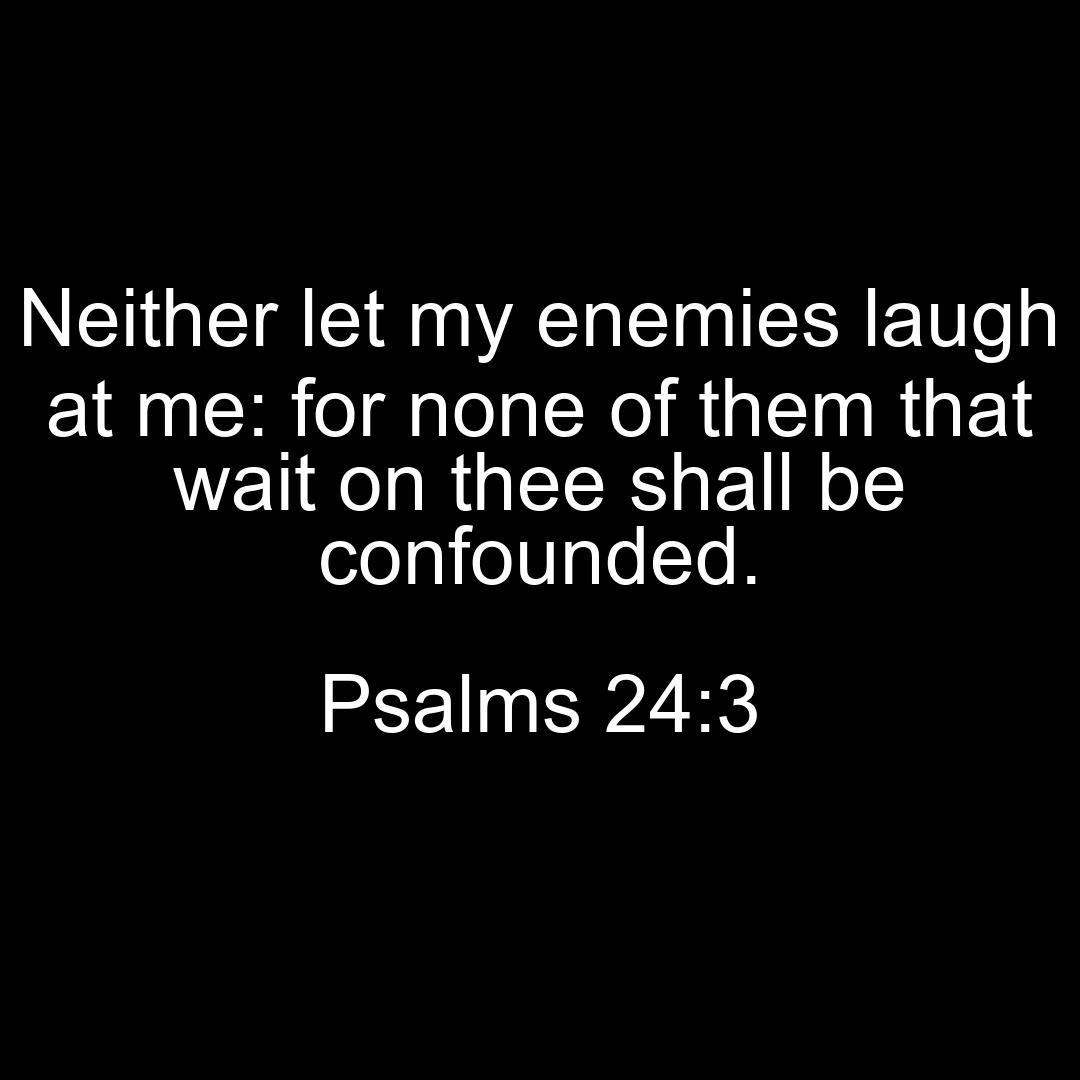 Neither let my enemies laugh
at me: for none of them that
wait on thee shall be
confounded.
Psalms 24:3